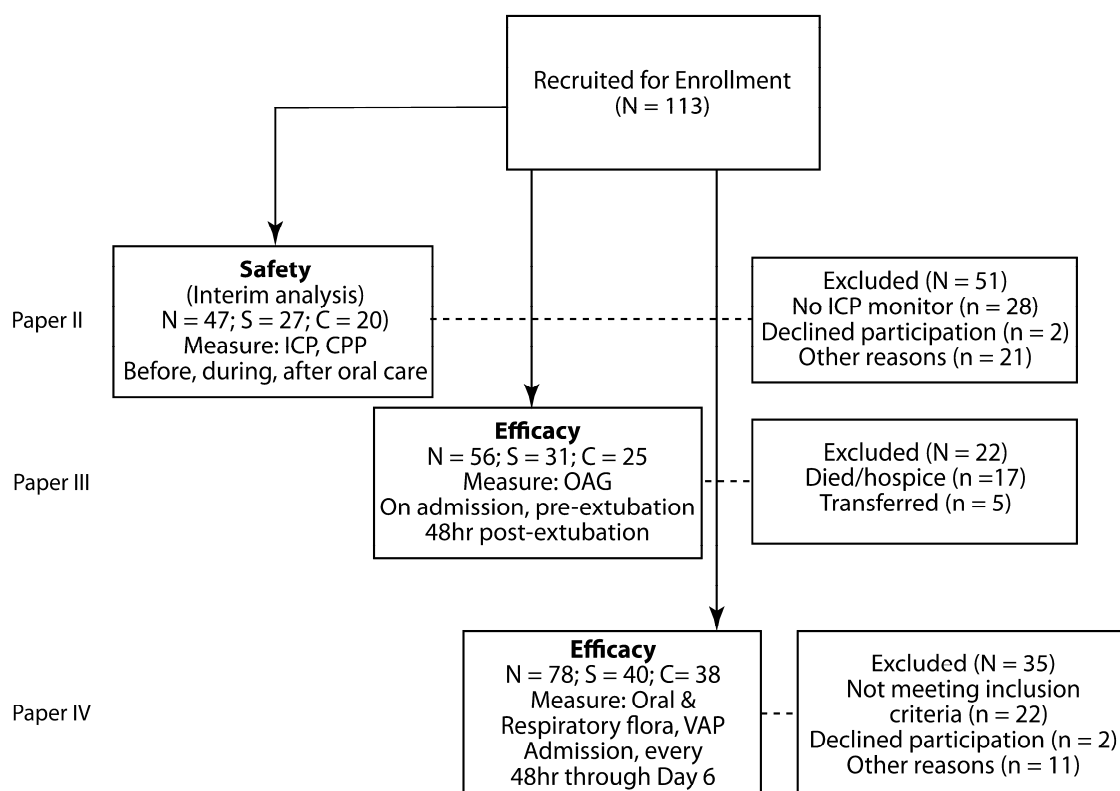 Recruited for Enrollment
(N = 113)
Paper II
Safety
(Interim analysis)
N = 47; S = 27; C = 20)
Measure: ICP, CPP
Before, during, after oral care
Excluded (N = 51)
No ICP monitor (n = 28)
Declined participation (n = 2)
Other reasons (n = 21)
Paper III
Efficacy
N = 56; S = 31; C = 25
Measure: OAG
On admission, pre-extubation
48hr post-extubation
Excluded (N = 22)
Died/hospice (n =17)
Transferred (n = 5)
Paper IV
Efficacy
N = 78; S = 40; C= 38
Measure: Oral &
Respiratory flora, VAP
Admission, every
48hr through Day 6
Excluded (N = 35)
Not meeting inclusion
criteria (n = 22)
Declined participation (n = 2)
Other reasons (n = 11)